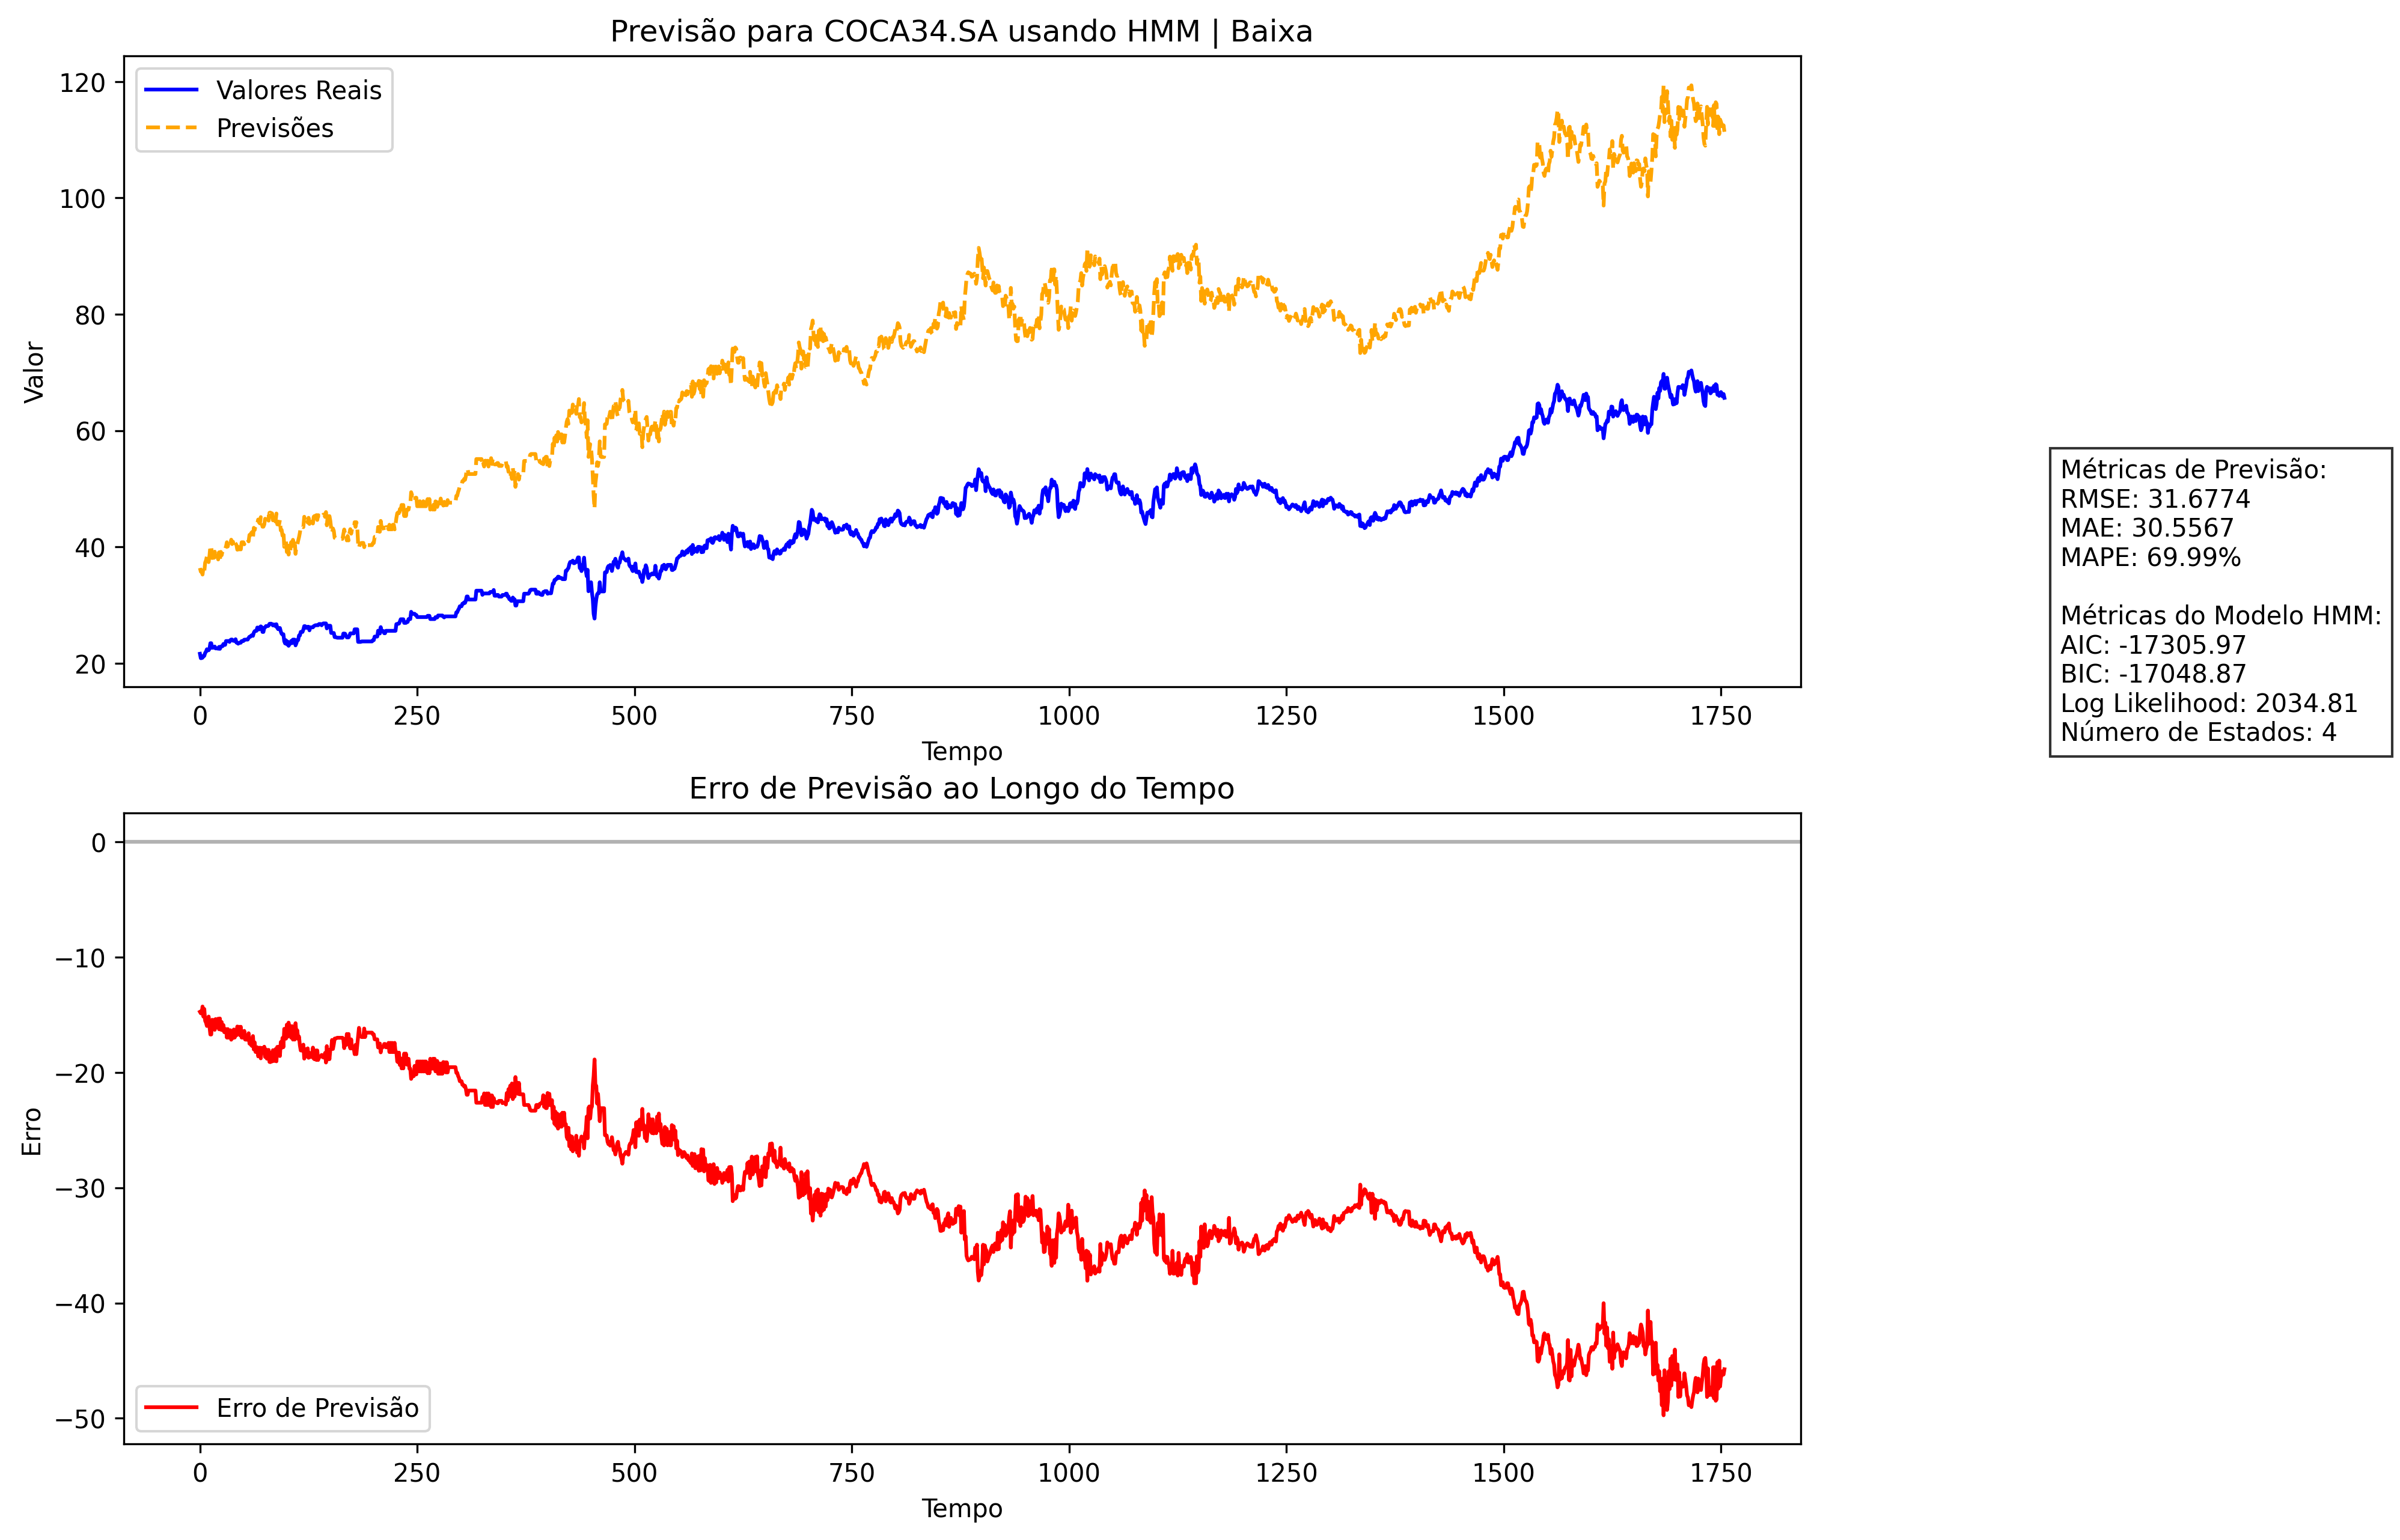 Previsão para COCA34.SA usando HMM | Baixa
Valores Reais
Previsões
120
100
80
60
40
20
Valor
0 250 500 750 1000 1250 1500 1750
Tempo
Métricas de Previsão:
RMSE: 31.6774
MAE: 30.5567
MAPE: 69.99%
Métricas do Modelo HMM:
AIC: -17305.97
BIC: -17048.87
Log Likelihood: 2034.81
Número de Estados: 4
Erro de Previsão ao Longo do Tempo
0
−10
−20
−30
−40
−50
Erro
Erro de Previsão
0 250 500 750 1000 1250 1500 1750
Tempo